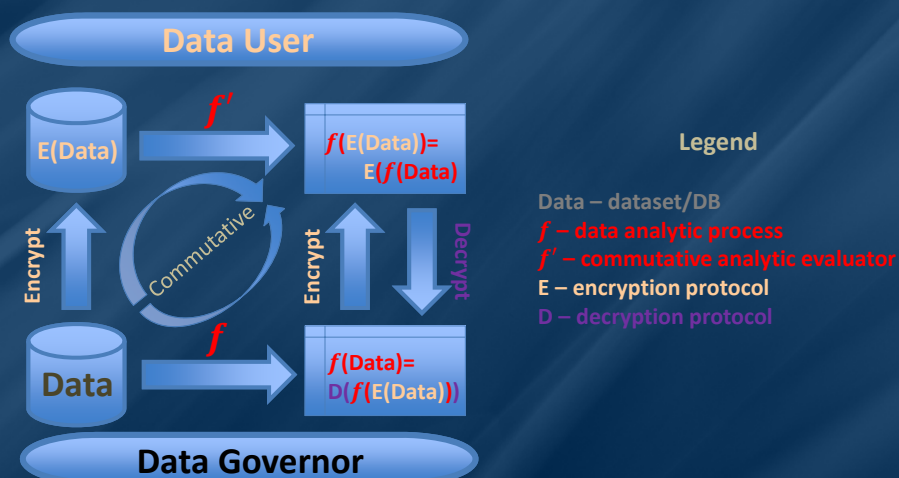 Data User
f′
E(Data)
f(E(Data))=
E(f(Data)
Encrypt
Commutative
Encrypt
Decrypt
f
Data
f(Data)=
D(f(E(Data)))
Data Governor
Legend
Data – dataset/DB
f – data analytic process
f′ – commutative analytic evaluator
E – encryption protocol
D – decryption protocol